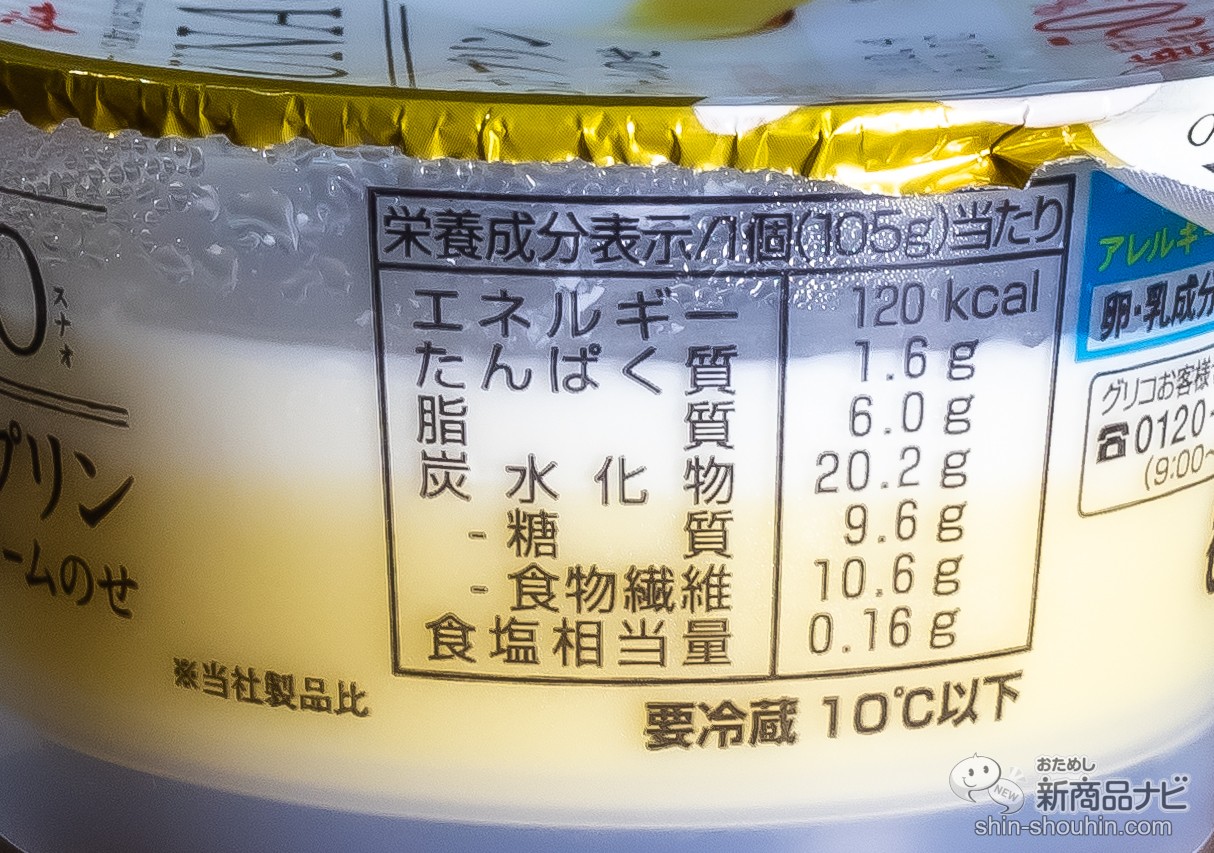 スナオ
プリン
ームのせ
※当社製品比
栄養成分表示/1個(105g)当たり
エネルギー 120 kcal
たんぱく質 1.6 g
脂質 6.0 g
炭水化物 20.2 g
-糖質 9.6 g
-食物繊維 10.6 g
食塩相当量 0.16 g
要冷蔵 10℃以下
アレルギー
卵・乳成分
グリコお客様
☎0120-
(9:00~
おためし
新商品ナビ
NEW
shin-shouhin.com